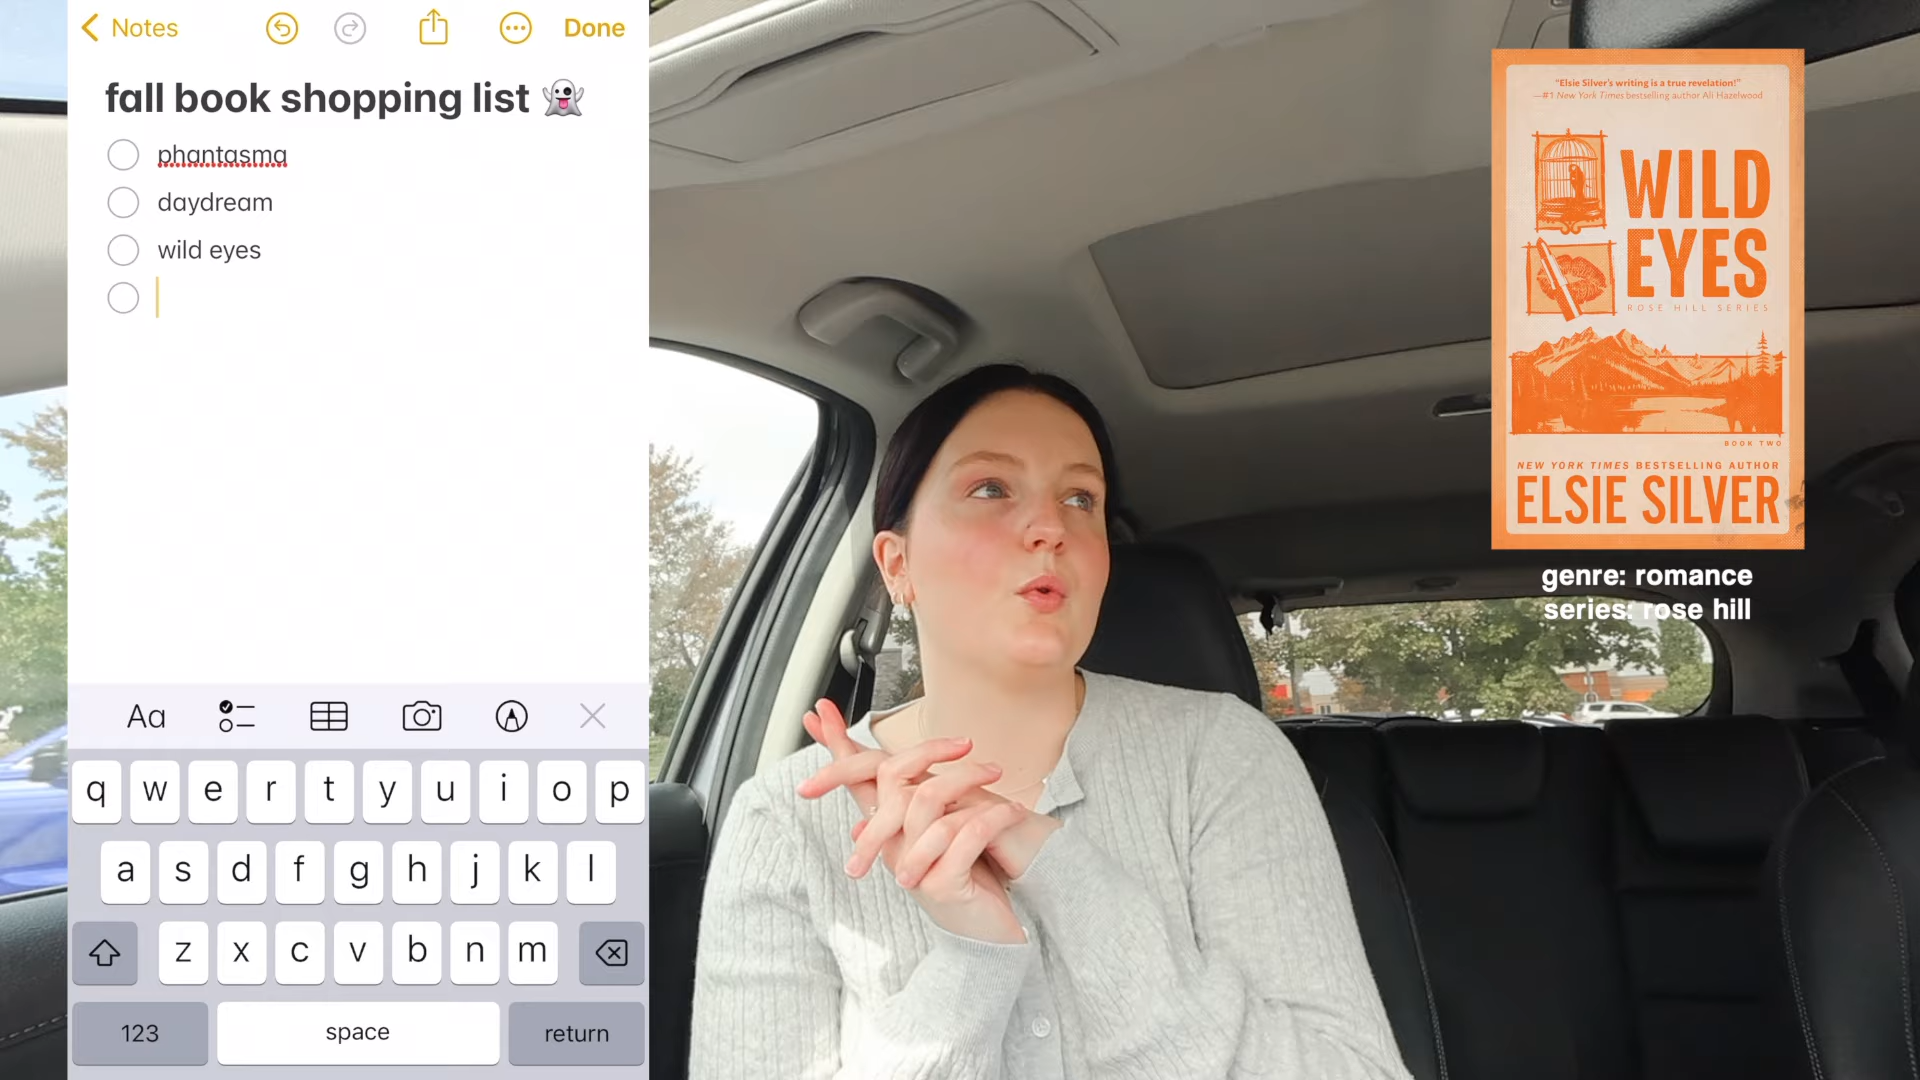 Notes
Done
fall book shopping list 👻
phantasma
daydream
wild eyes
Aa
q w e r t y u i o p
a s d f g h j k l
z x c v b n m
123 space return
"Elsie Silver's writing is a true revelation!"
—#1 New York Times bestselling author Ali Hazelwood
WILD
EYES
ROSE HILL SERIES
BOOK TWO
NEW YORK TIMES BESTSELLING AUTHOR
ELSIE SILVER
genre: romance
series: rose hill